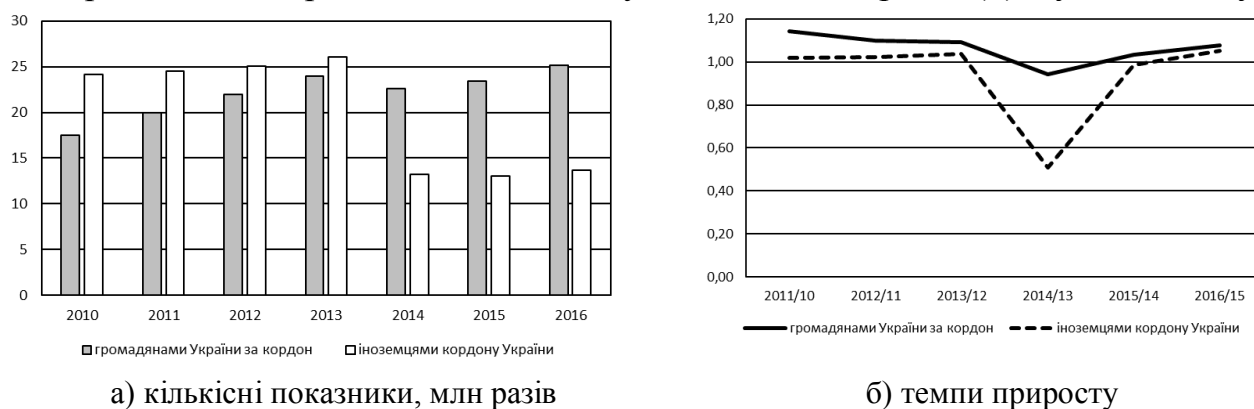 30
25
20
15
10
5
0
2010 2011 2012 2013 2014 2015 2016
громадянами України за кордон іноземцями кордону України
а) кількісні показники, млн разів
1,20
1,00
0,80
0,60
0,40
0,20
0,00
2011/10 2012/11 2013/12 2014/13 2015/14 2016/15
громадянами України за кордон іноземцями кордону України
б) темпи приросту